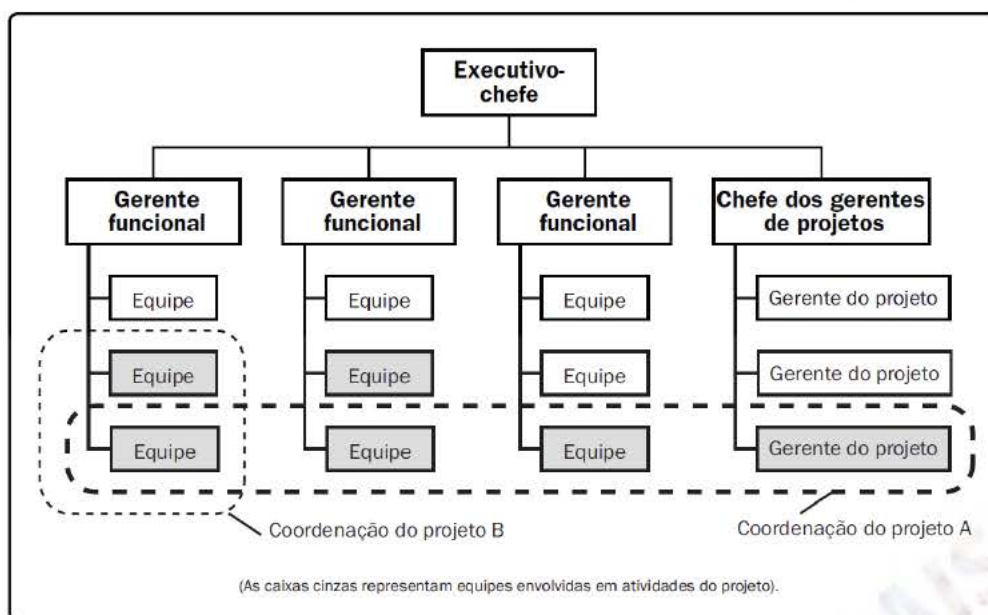 Executivo-
chefe
Gerente
funcional
Gerente
funcional
Gerente
funcional
Chefe dos gerentes
de projetos
Equipe
Equipe
Equipe
Gerente do projeto
Equipe
Equipe
Equipe
Gerente do projeto
Equipe
Equipe
Equipe
Gerente do projeto
Coordenação do projeto B
Coordenação do projeto A
(As caixas cinzas representam equipes envolvidas em atividades do projeto).